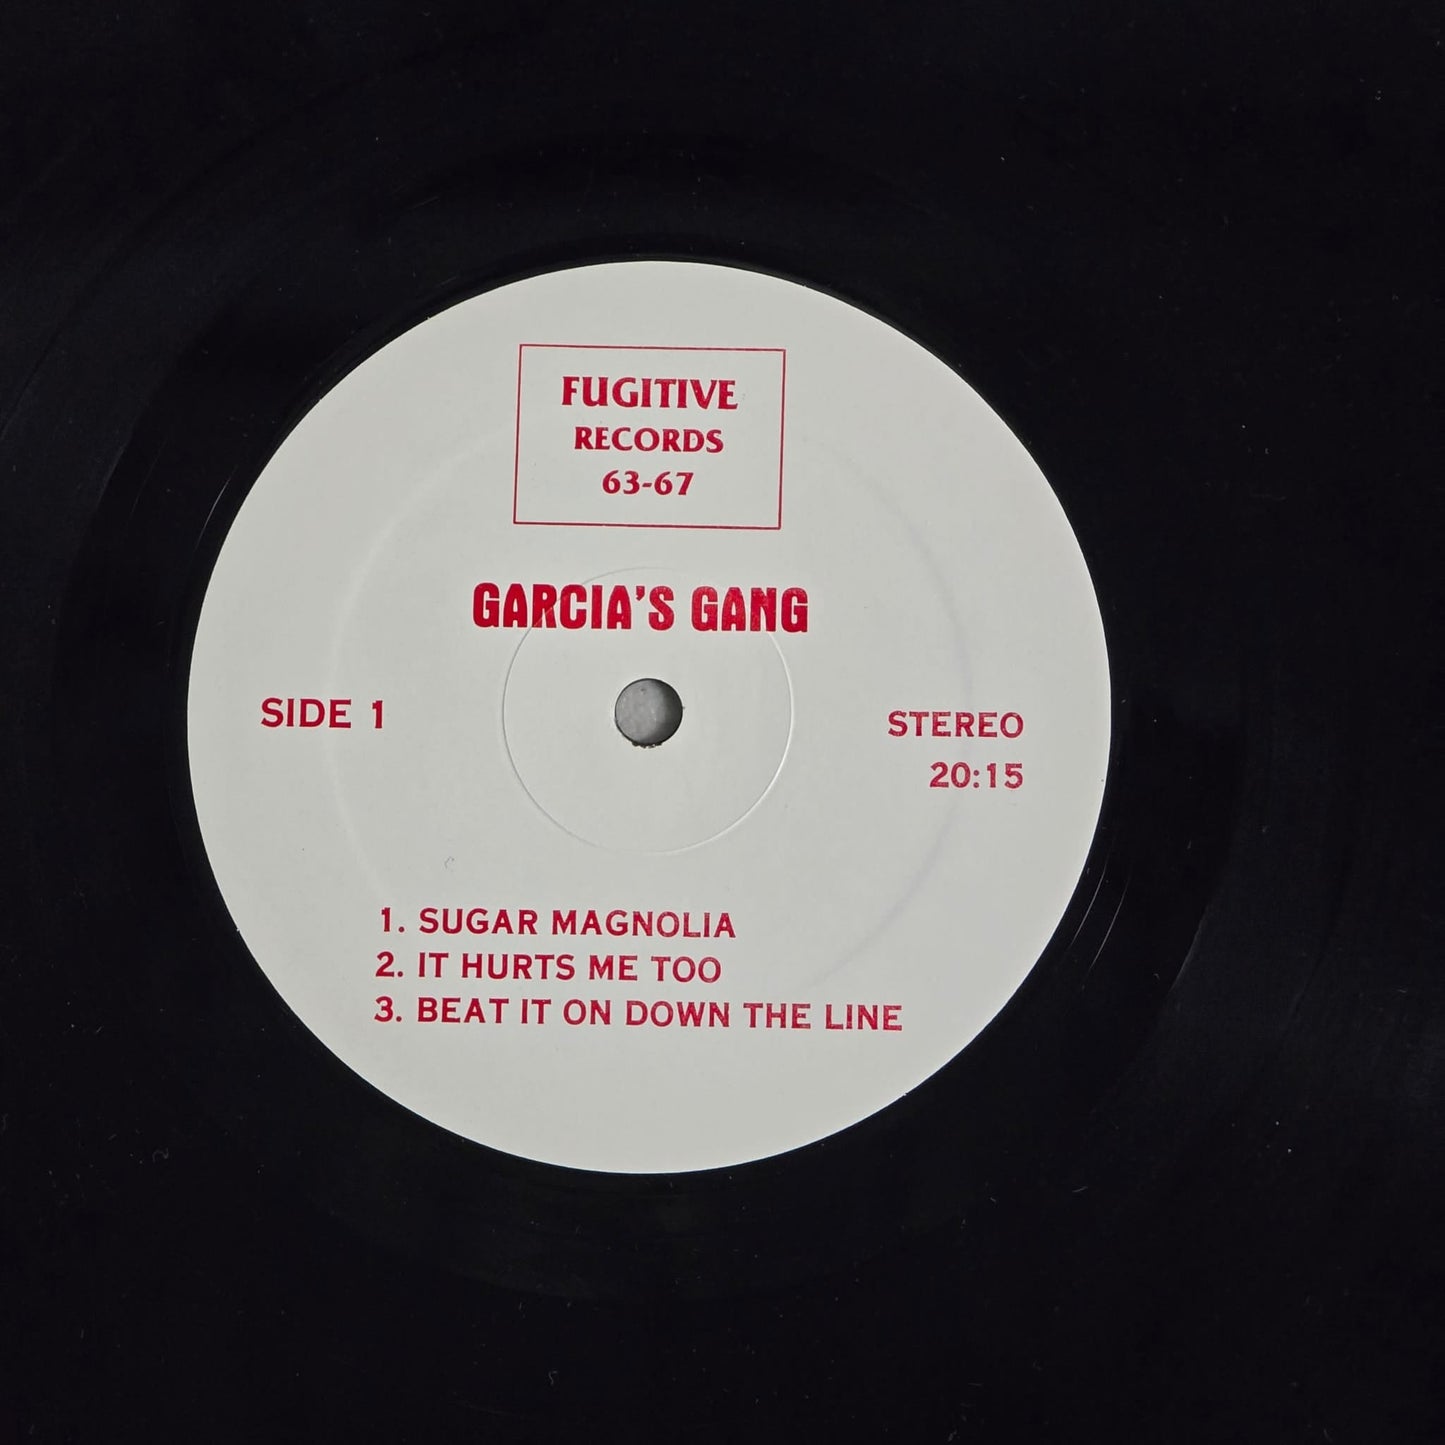 FUGITIVE
RECORDS
63-67
GARCIA'S GANG
SIDE 1
STEREO
20:15
1. SUGAR MAGNOLIA
2. IT HURTS ME TOO
3. BEAT IT ON DOWN THE LINE